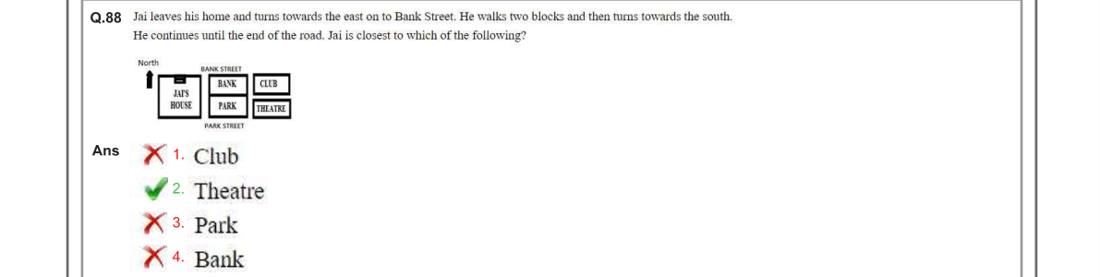 Q.88 Jai leaves his home and turns towards the east on to Bank Street. He walks two blocks and then turns towards the south.
He continues until the end of the road. Jai is closest to which of the following?
North
BANK STREET
JAI'S HOUSE
BANK
CLUB
PARK
THEATRE
PARK STREET
Ans
1. Club
2. Theatre
3. Park
4. Bank